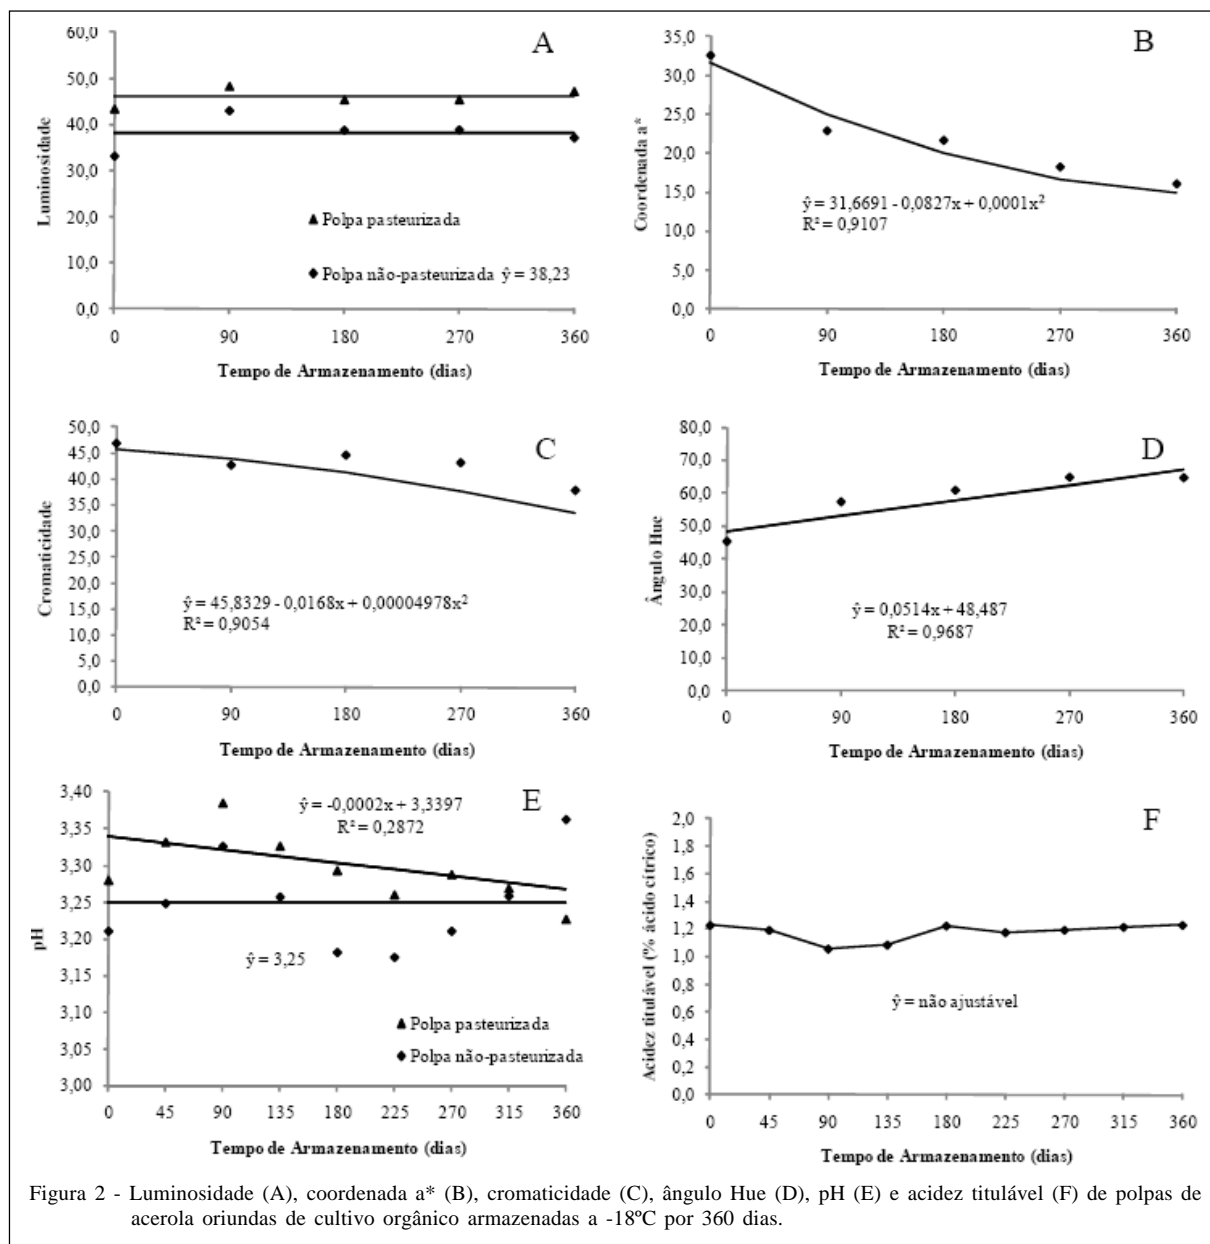 A
60,0
50,0
40,0
30,0
20,0
10,0
0,0
Luminosidade
Polpa pasteurizada
Polpa não-pasteurizada ŷ = 38,23
0 90 180 270 360
Tempo de Armazenamento (dias)
B
35,0
30,0
25,0
20,0
15,0
10,0
5,0
0,0
Coordenada a*
ŷ = 31,6691 - 0,0827x + 0,0001x²
R² = 0,9107
0 90 180 270 360
Tempo de Armazenamento (dias)
C
50,0
45,0
40,0
35,0
30,0
25,0
20,0
15,0
10,0
5,0
0,0
Cromaticidade
ŷ = 45,8329 - 0,0168x + 0,00004978x²
R² = 0,9054
0 90 180 270 360
Tempo de Armazenamento (dias)
D
80,0
70,0
60,0
50,0
40,0
30,0
20,0
10,0
0,0
Ângulo Hue
ŷ = 0,0514x + 48,487
R² = 0,9687
0 90 180 270 360
Tempo de Armazenamento (dias)
E
3,40
3,35
3,30
3,25
3,20
3,15
3,10
3,05
3,00
pH
ŷ = -0,0002x + 3,3397
R² = 0,2872
ŷ = 3,25
Polpa pasteurizada
Polpa não-pasteurizada
0 45 90 135 180 225 270 315 360
Tempo de Armazenamento (dias)
F
2,0
1,8
1,6
1,4
1,2
1,0
0,8
0,6
0,4
0,2
0,0
Acidez titulável (% ácido cítrico)
ŷ = não ajustável
0 45 90 135 180 225 270 315 360
Tempo de Armazenamento (dias)
Figura 2 - Luminosidade (A), coordenada a* (B), cromaticidade (C), ângulo Hue (D), pH (E) e acidez titulável (F) de polpas de
acerola oriundas de cultivo orgânico armazenadas a -18ºC por 360 dias.